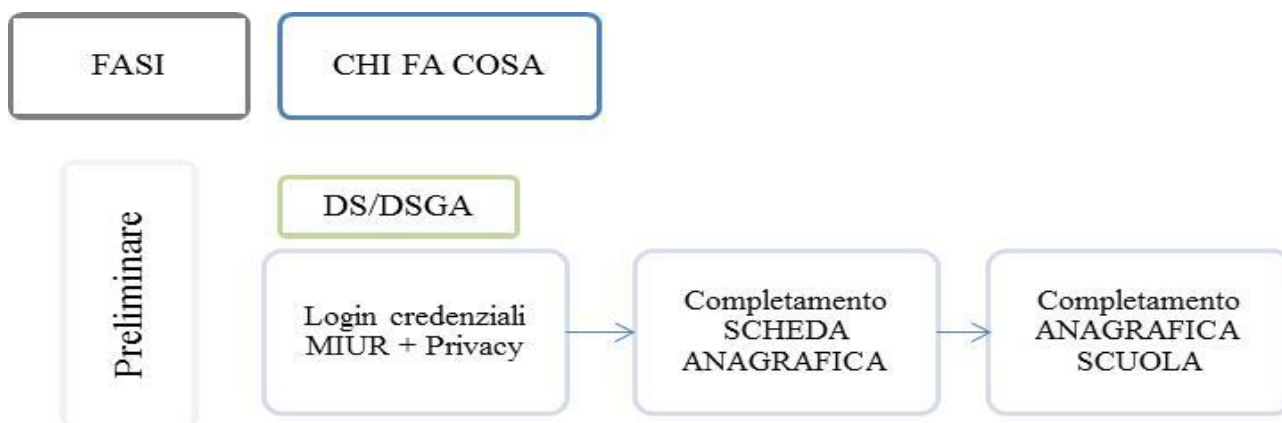 FASI
CHI FA COSA
Preliminare
DS/DSGA
Login credenziali
MIUR + Privacy
Completamento
SCHEDA
ANAGRAFICA
Completamento
ANAGRAFICA
SCUOLA